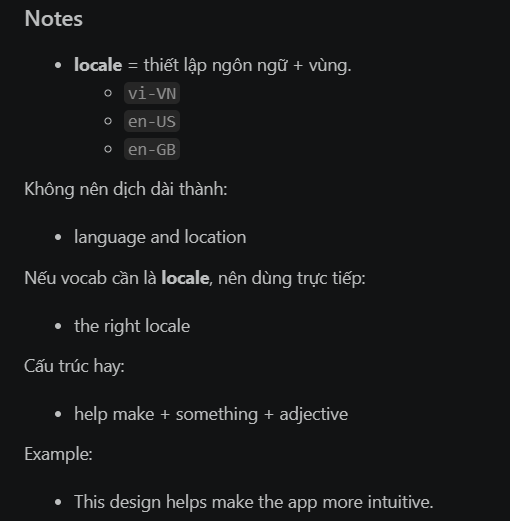 Notes
locale = thiết lập ngôn ngữ + vùng.
vi-VN
en-US
en-GB
Không nên dịch dài thành:
language and location
Nếu vocab cần là locale, nên dùng trực tiếp:
the right locale
Cấu trúc hay:
help make + something + adjective
Example:
This design helps make the app more intuitive.